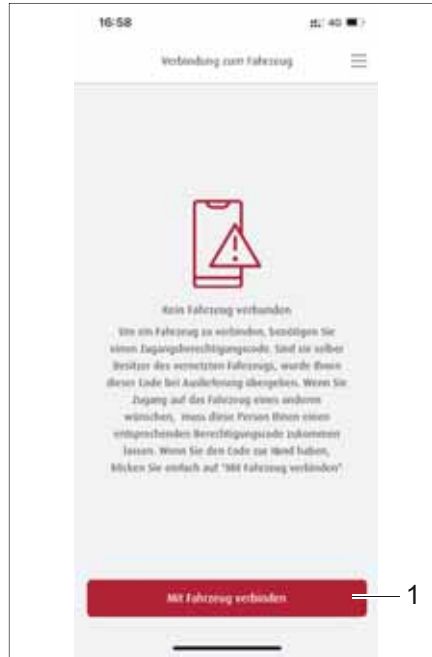 16:58 4G
Verbindung zum Fahrzeug
Kein Fahrzeug verbunden
Um ein Fahrzeug zu verbinden, benötigen Sie
einen Zugangsberechtigungscode. Sind sie selber
Besitzer des vernetzten Fahrzeugs, wurde Ihnen
dieser Code bei Auslieferung übergeben. Wenn Sie
Zugang auf das Fahrzeug eines anderen
wünschen, muss diese Person Ihnen einen
entsprechenden Berechtigungscode zukommen
lassen. Wenn Sie den Code zur Hand haben,
klicken Sie einfach auf "Mit Fahrzeug verbinden"
Mit Fahrzeug verbinden 1